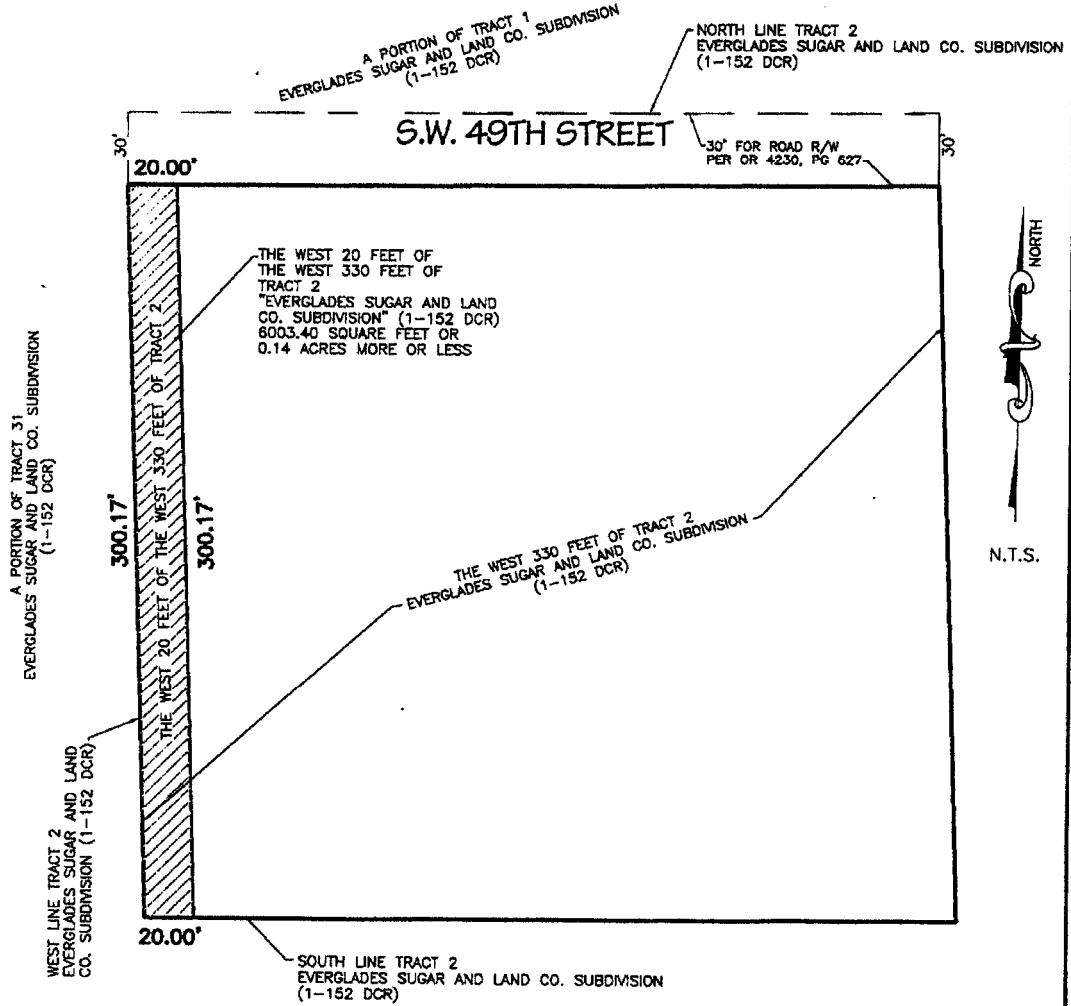 A PORTION OF TRACT 1
EVERGLADES SUGAR AND LAND CO. SUBDIVISION
(1-152 DCR)
NORTH LINE TRACT 2
EVERGLADES SUGAR AND LAND CO. SUBDIVISION
(1-152 DCR)
30'
S.W. 49TH STREET
30' FOR ROAD R/W
PER OR 4230, PG 627
30'
20.00'
THE WEST 20 FEET OF
THE WEST 330 FEET OF
TRACT 2
"EVERGLADES SUGAR AND LAND
CO. SUBDIVISION" (1-152 DCR)
6003.40 SQUARE FEET OR
0.14 ACRES MORE OR LESS
NORTH
N.T.S.
A PORTION OF TRACT 31
EVERGLADES SUGAR AND LAND CO. SUBDIVISION
(1-152 DCR)
300.17'
THE WEST 20 FEET OF THE WEST 330 FEET OF TRACT 2
300.17'
THE WEST 330 FEET OF TRACT 2
EVERGLADES SUGAR AND LAND CO. SUBDIVISION
(1-152 DCR)
WEST LINE TRACT 2
EVERGLADES SUGAR AND LAND
CO. SUBDIVISION (1-152 DCR)
20.00'
SOUTH LINE TRACT 2
EVERGLADES SUGAR AND LAND CO. SUBDIVISION
(1-152 DCR)